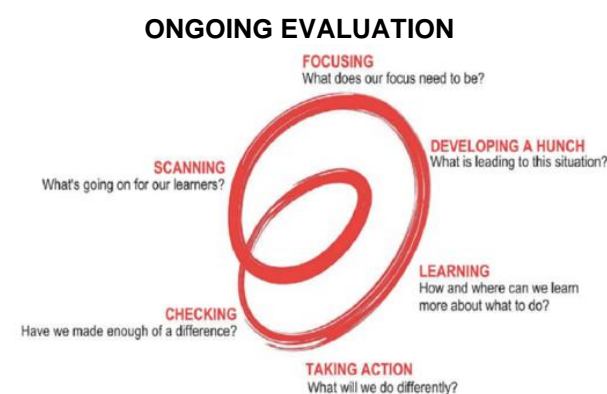 ONGOING EVALUATION
FOCUSING
What does our focus need to be?
DEVELOPING A HUNCH
What is leading to this situation?
SCANNING
What's going on for our learners?
LEARNING
How and where can we learn
more about what to do?
CHECKING
Have we made enough of a difference?
TAKING ACTION
What will we do differently?